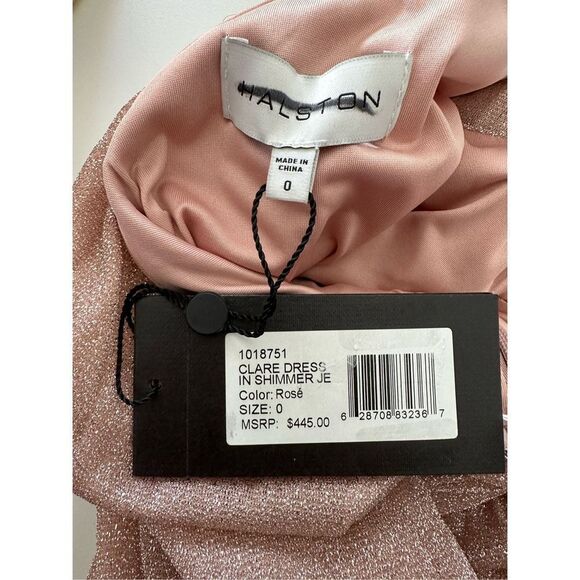 HALSTON
MADE IN
CHINA
0
1018751
CLARE DRESS
IN SHIMMER JE
Color: Rosé
SIZE: 0
MSRP: $445.00
6 28708 83236 7